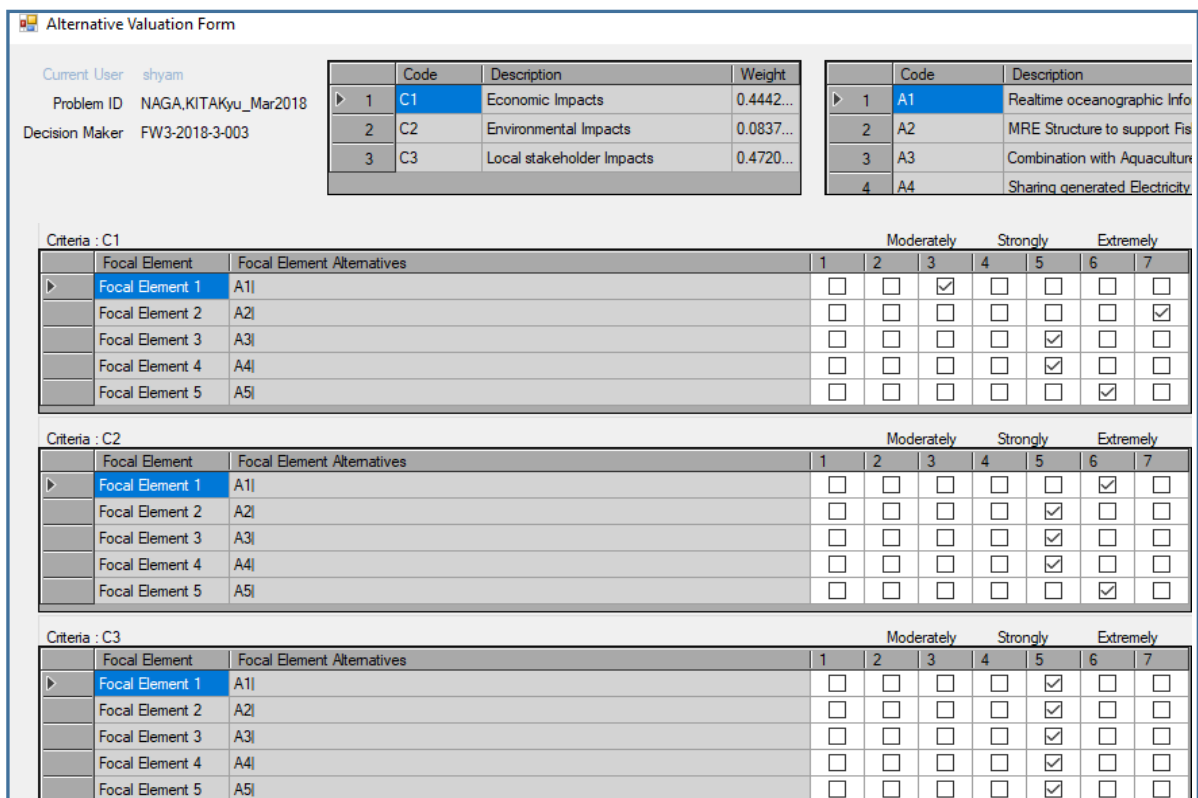 Alternative Valuation Form
Current User shyam
Problem ID NAGA,KITAKyu_Mar2018
Decision Maker FW3-2018-3-003
Code Description Weight
1 C1 Economic Impacts 0.4442...
2 C2 Environmental Impacts 0.0837...
3 C3 Local stakeholder Impacts 0.4720...
Code Description
1 A1 Realtime oceanographic Info
2 A2 MRE Structure to support Fis
3 A3 Combination with Aquaculture
4 A4 Sharing generated Electricity
Criteria : C1 Moderately Strongly Extremely
Focal Element Focal Element Alternatives 1 2 3 4 5 6 7
Focal Element 1 A1|
Focal Element 2 A2|
Focal Element 3 A3|
Focal Element 4 A4|
Focal Element 5 A5|
Criteria : C2 Moderately Strongly Extremely
Focal Element Focal Element Alternatives 1 2 3 4 5 6 7
Focal Element 1 A1|
Focal Element 2 A2|
Focal Element 3 A3|
Focal Element 4 A4|
Focal Element 5 A5|
Criteria : C3 Moderately Strongly Extremely
Focal Element Focal Element Alternatives 1 2 3 4 5 6 7
Focal Element 1 A1|
Focal Element 2 A2|
Focal Element 3 A3|
Focal Element 4 A4|
Focal Element 5 A5|